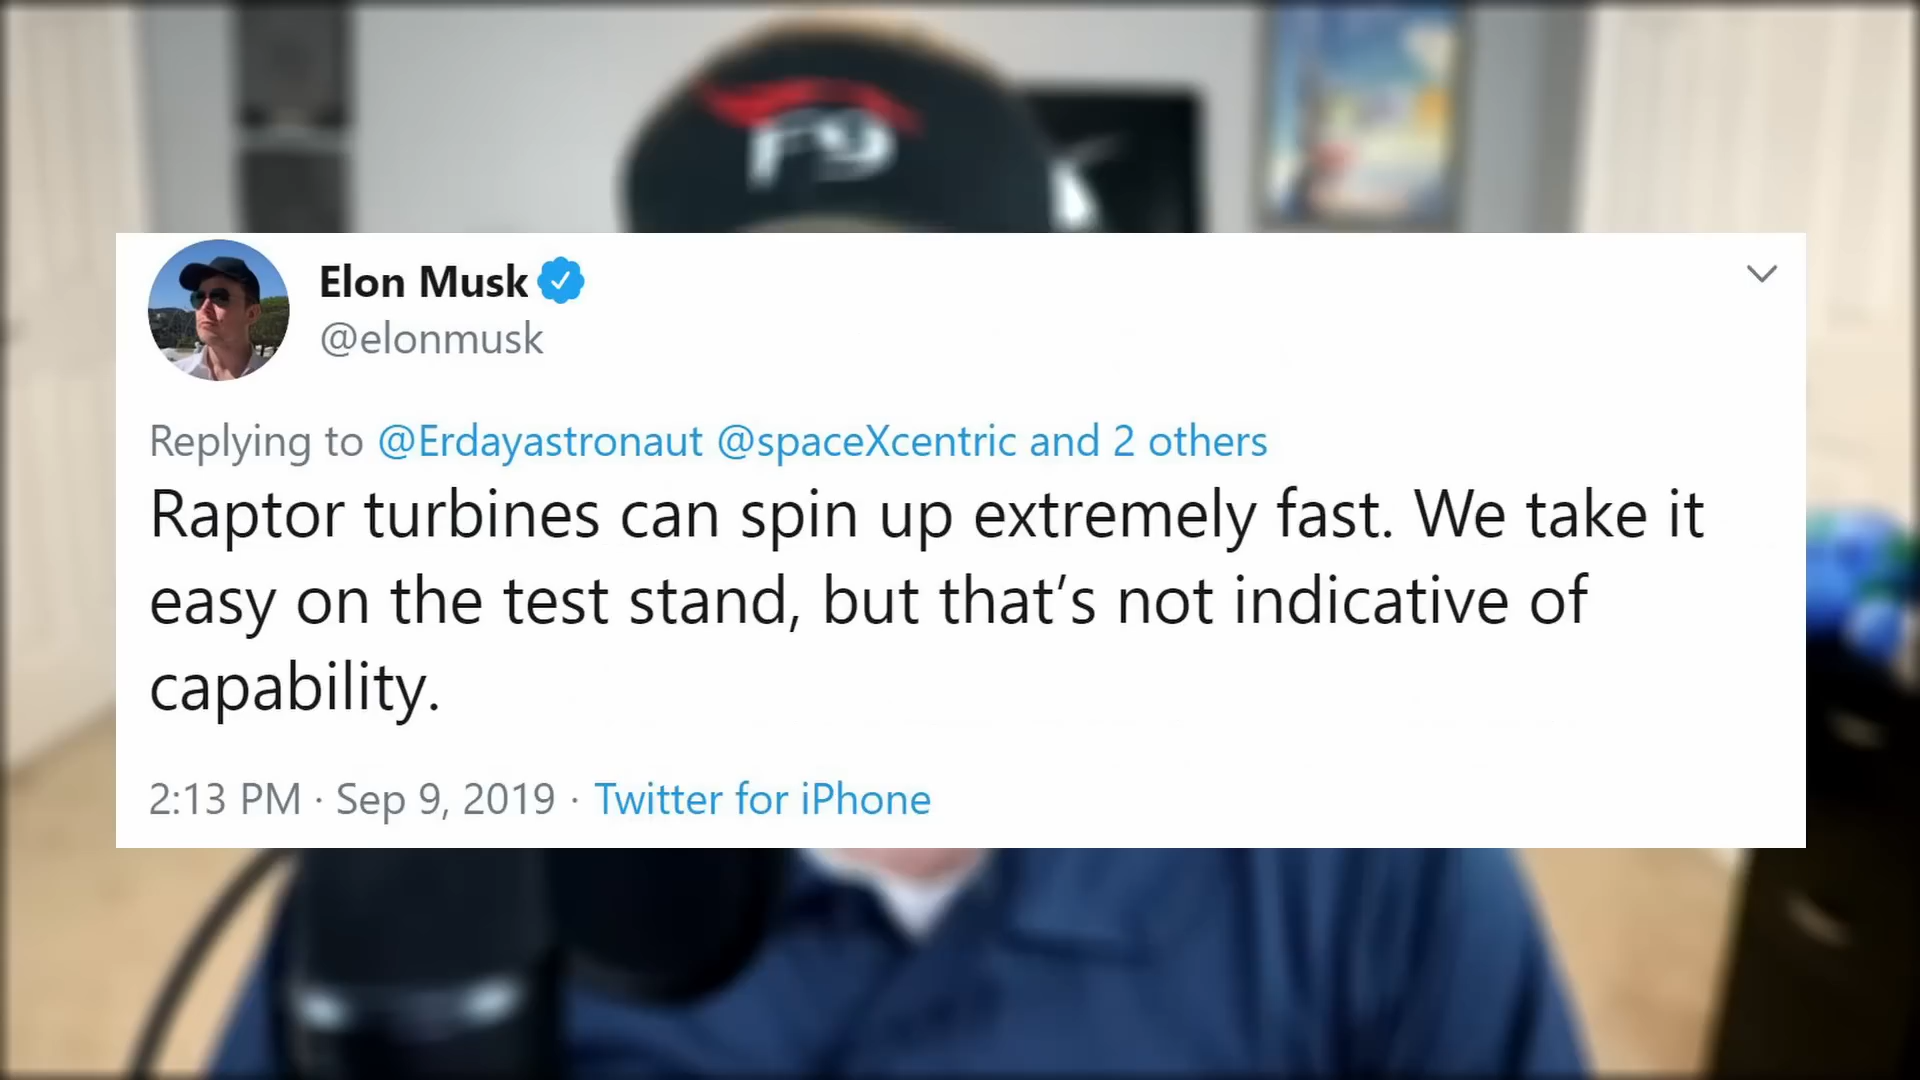 F9
Elon Musk
@elonmusk
Replying to @Erdayastronaut @spaceXcentric and 2 others
Raptor turbines can spin up extremely fast. We take it
easy on the test stand, but that’s not indicative of
capability.
2:13 PM · Sep 9, 2019 · Twitter for iPhone